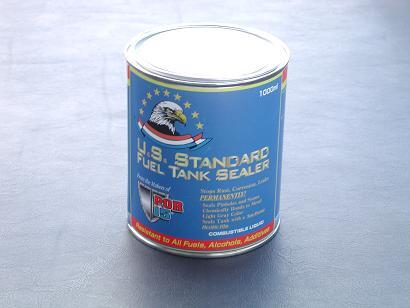 1000ml
U.S. STANDARD
FUEL TANK SEALER
From the Makers of
POR
15
Stops Rust, Corrosion, Leaks
PERMANENTLY!
Seals Pinholes and Seams
Chemically Bonds to Metal
Light Gray Color
Seals Tank with a Non-Porous
Flexible Film
COMBUSTIBLE LIQUID
Resistant to All Fuels, Alcohols, Additives